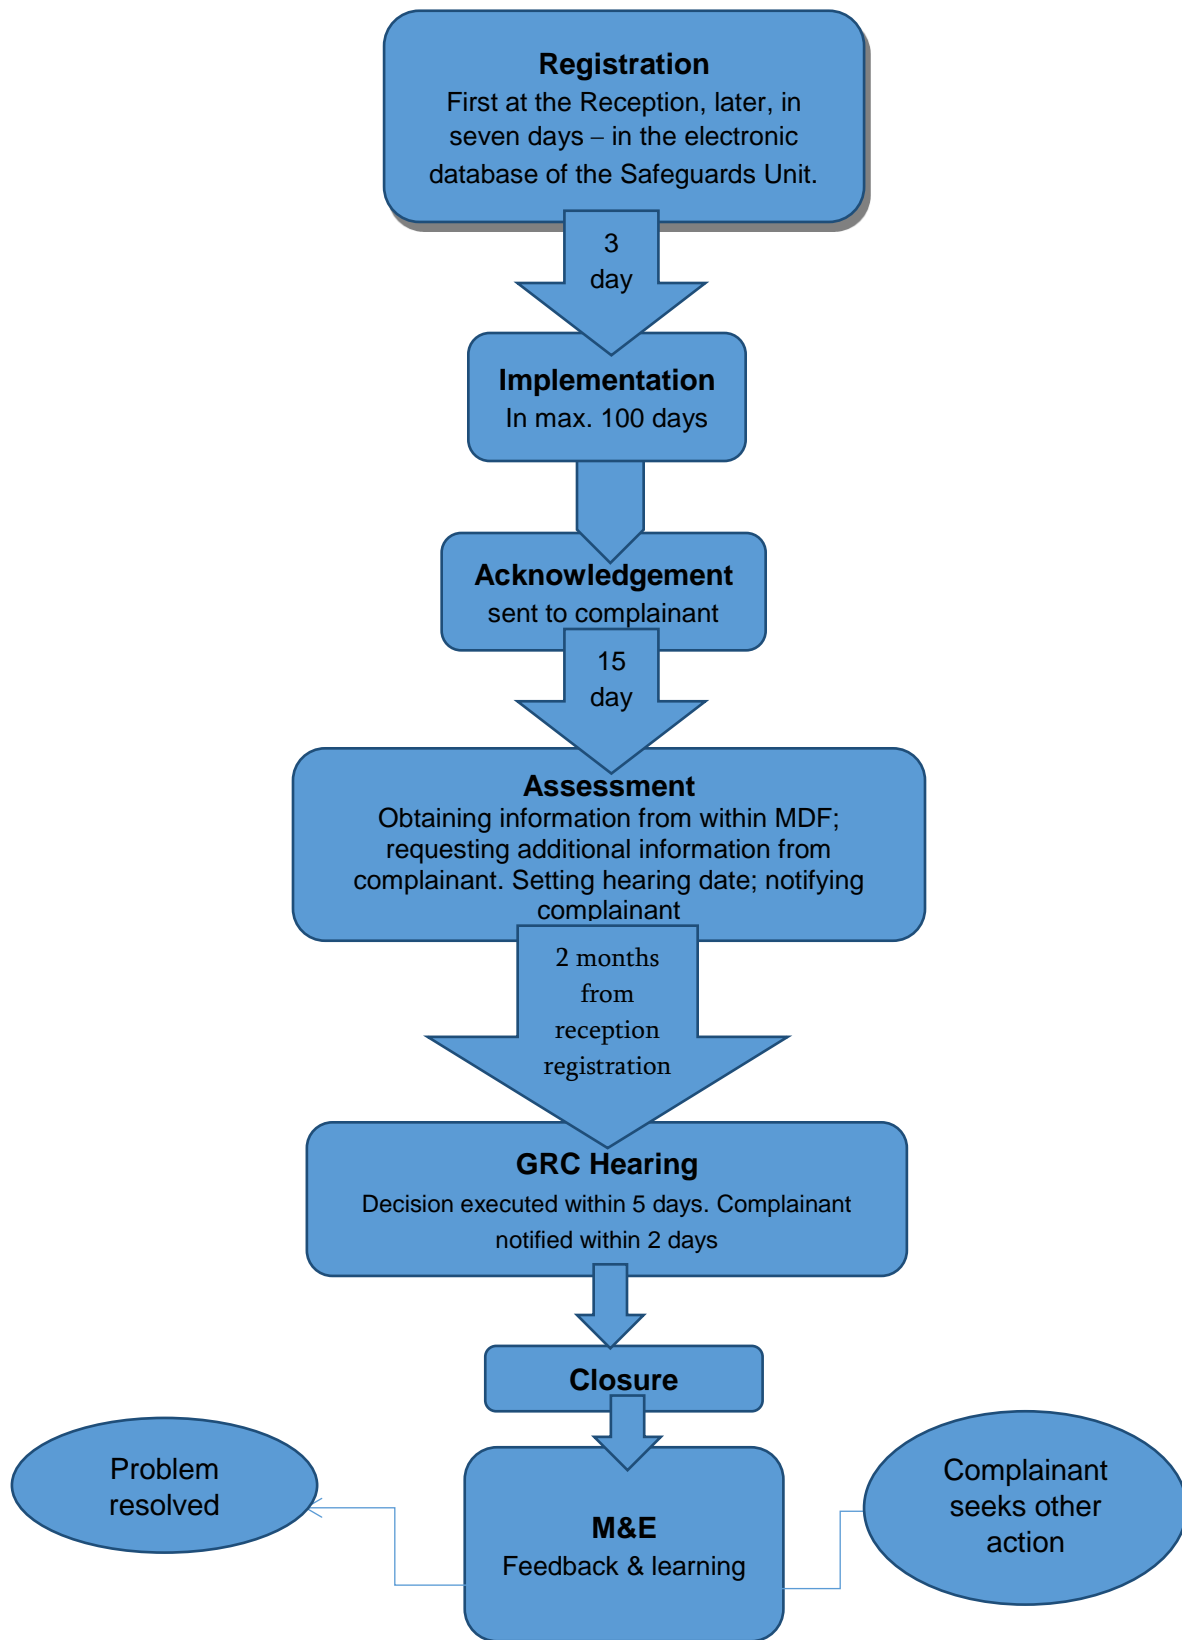 Registration
First at the Reception, later, in
seven days – in the electronic
database of the Safeguards Unit.
3
day
Implementation
In max. 100 days
Acknowledgement
sent to complainant
15
day
Assessment
Obtaining information from within MDF;
requesting additional information from
complainant. Setting hearing date; notifying
complainant
2 months
from
reception
registration
GRC Hearing
Decision executed within 5 days. Complainant
notified within 2 days
Closure
Problem
resolved
M&E
Feedback & learning
Complainant
seeks other
action